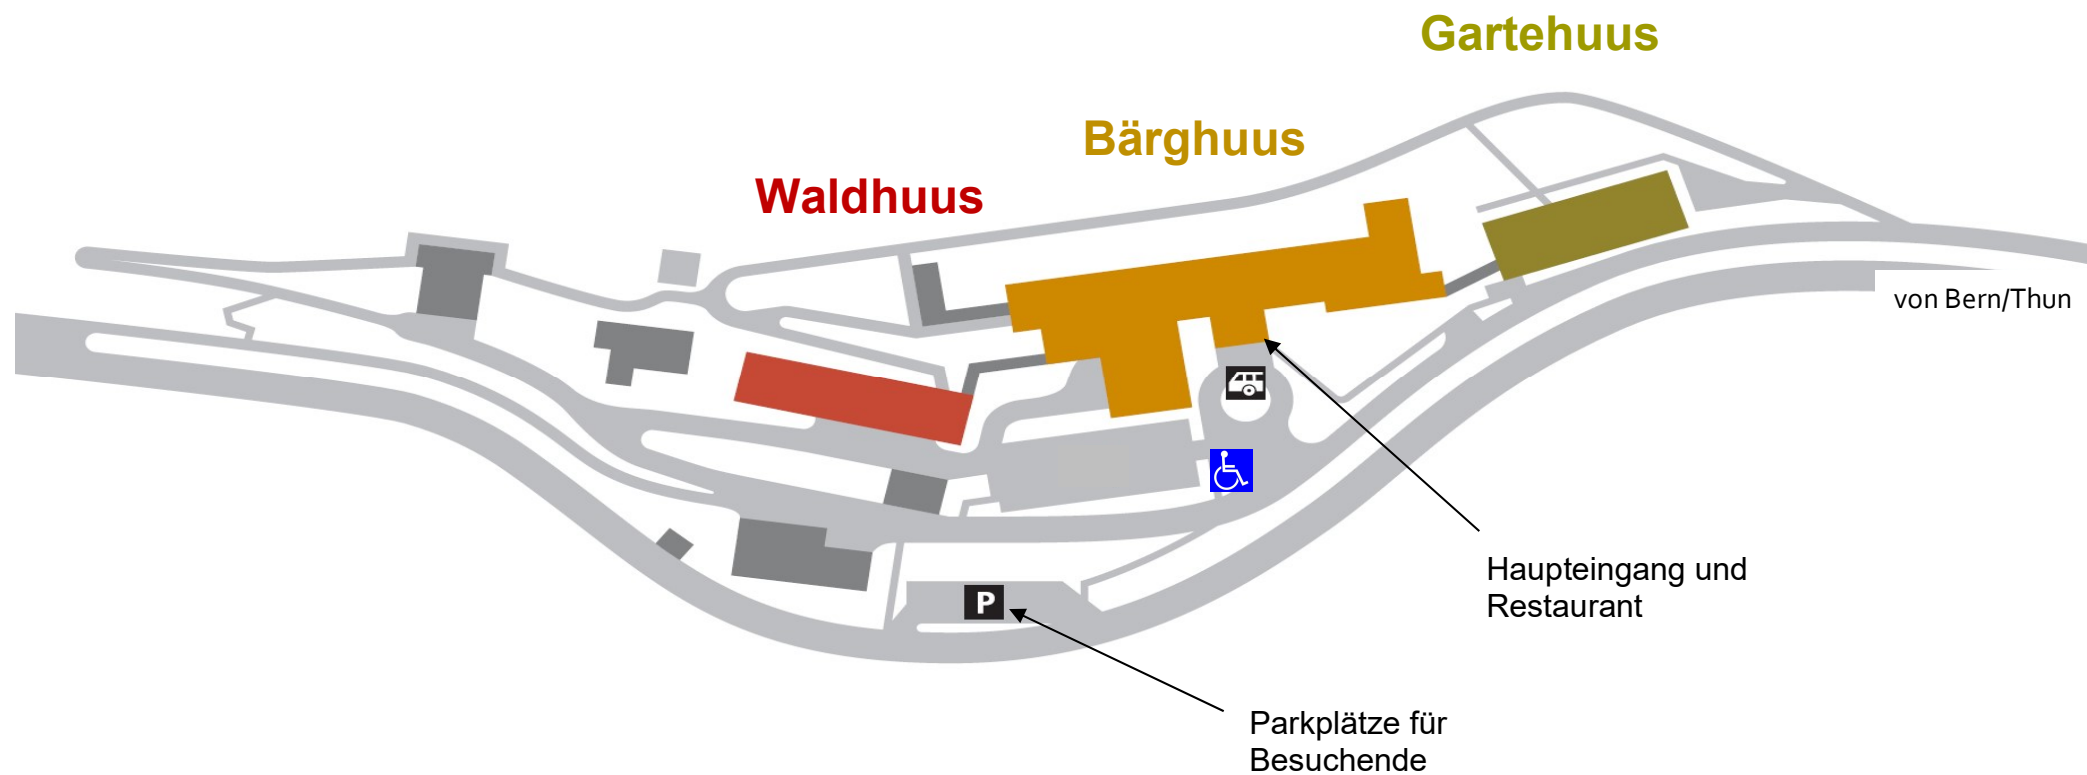 Gartehuus
Bärghuus
Waldhuus
von Bern/Thun
P
Haupteingang und
Restaurant
Parkplätze für
Besuchende